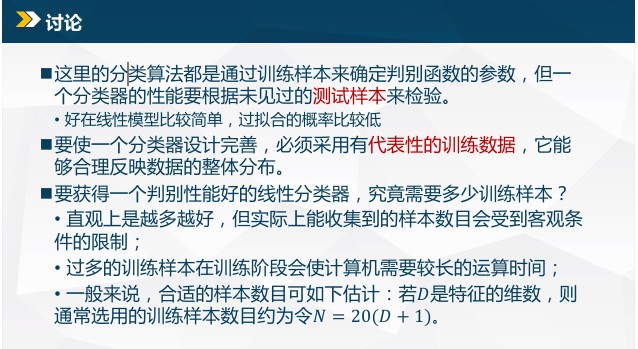 讨论
■这里的分类算法都是通过训练样本来确定判别函数的参数，但一
个分类器的性能要根据未见过的测试样本来检验。
• 好在线性模型比较简单，过拟合的概率比较低
■要使一个分类器设计完善，必须采用有代表性的训练数据，它能
够合理反映数据的整体分布。
■要获得一个判别性能好的线性分类器，究竟需要多少训练样本？
• 直观上是越多越好，但实际上能收集到的样本数目会受到客观条
件的限制；
• 过多的训练样本在训练阶段会使计算机需要较长的运算时间；
• 一般来说，合适的样本数目可如下估计：若D是特征的维数，则
通常选用的训练样本数目约为令N = 20(D + 1)。